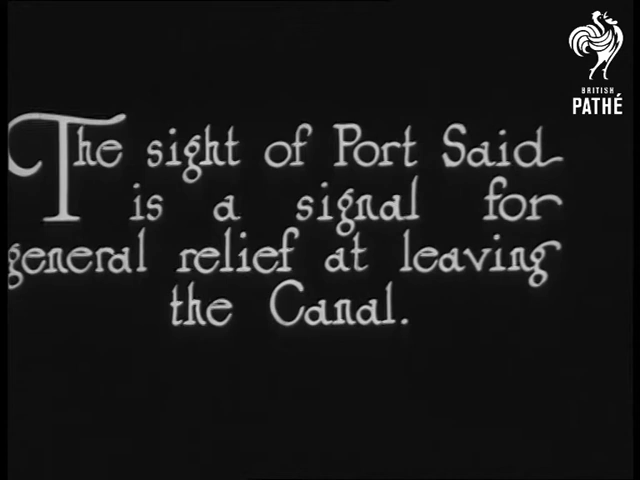 BRITISH
PATHÉ
The sight of Port Said
is a signal for
general relief at leaving
the Canal.